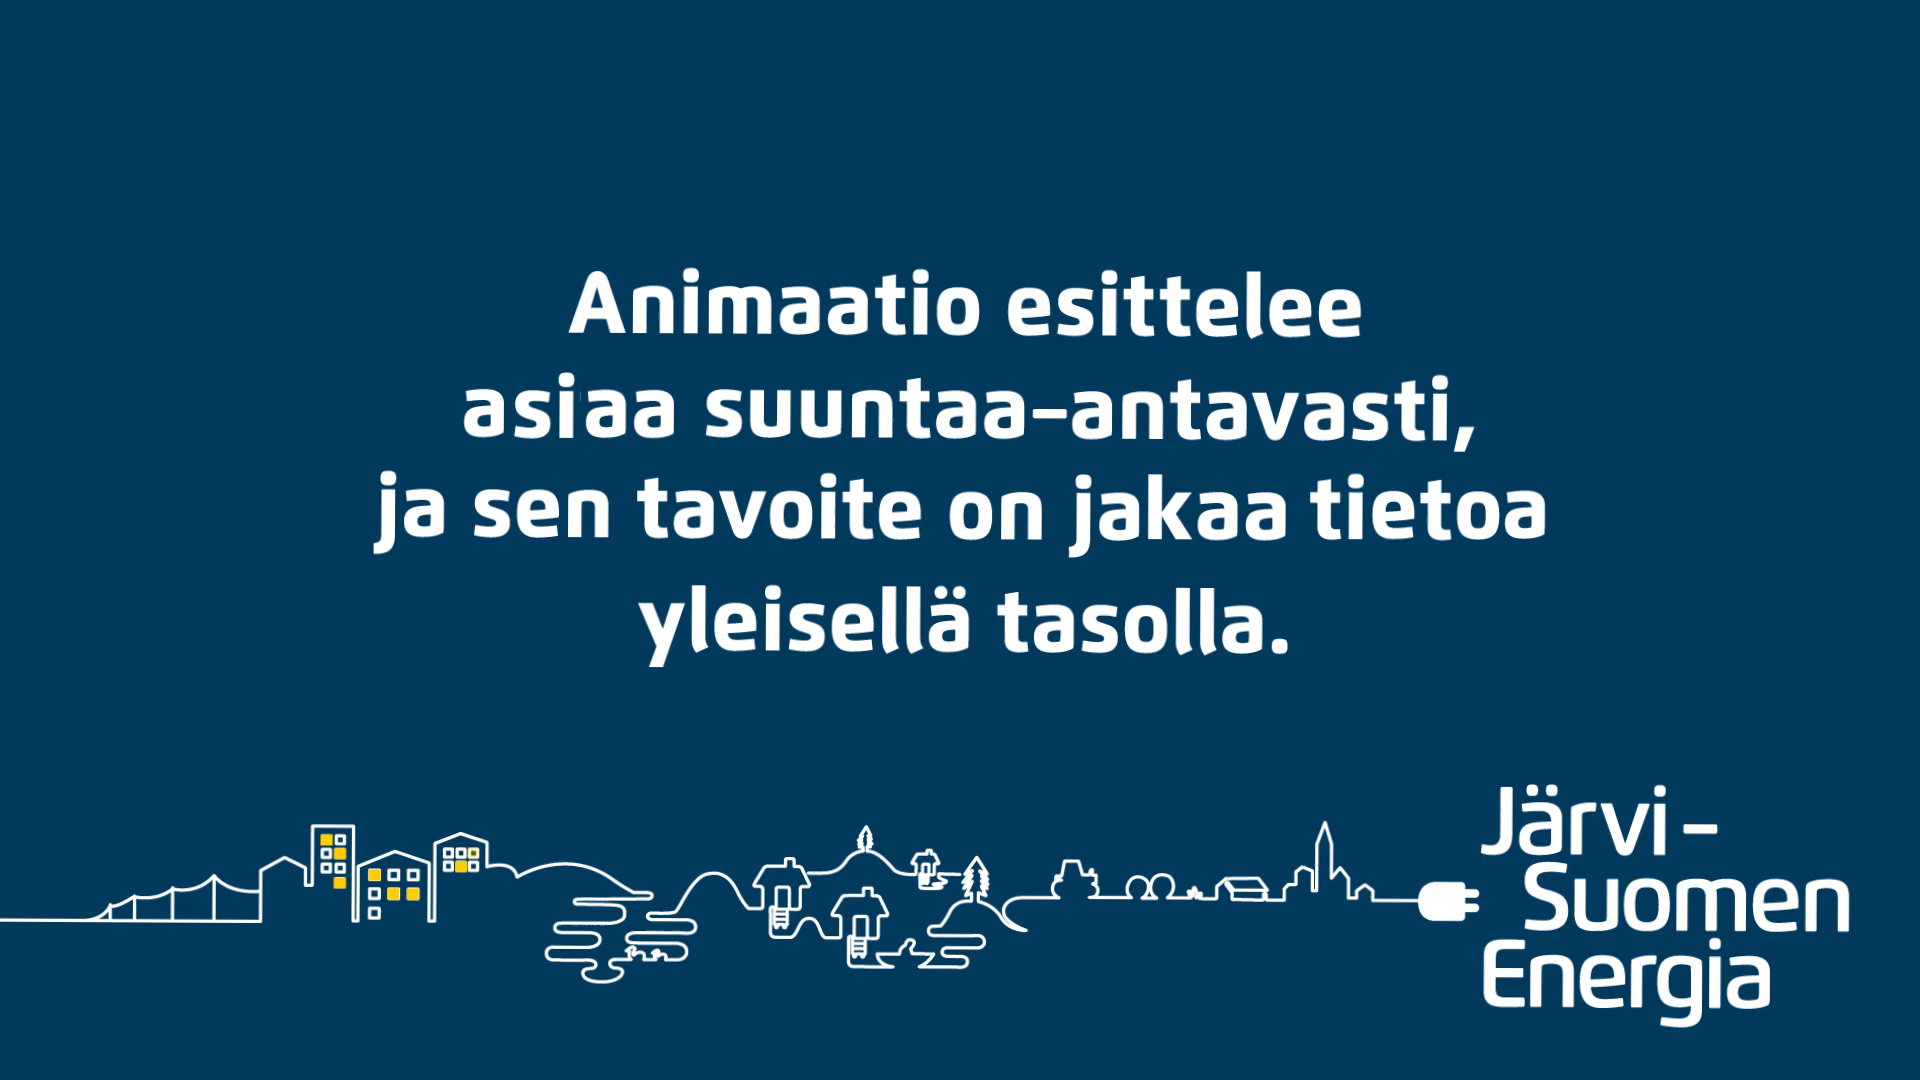 Animaatio esittelee
asiaa suuntaa-antavasti,
ja sen tavoite on jakaa tietoa
yleisellä tasolla.
Järvi-
Suomen
Energia